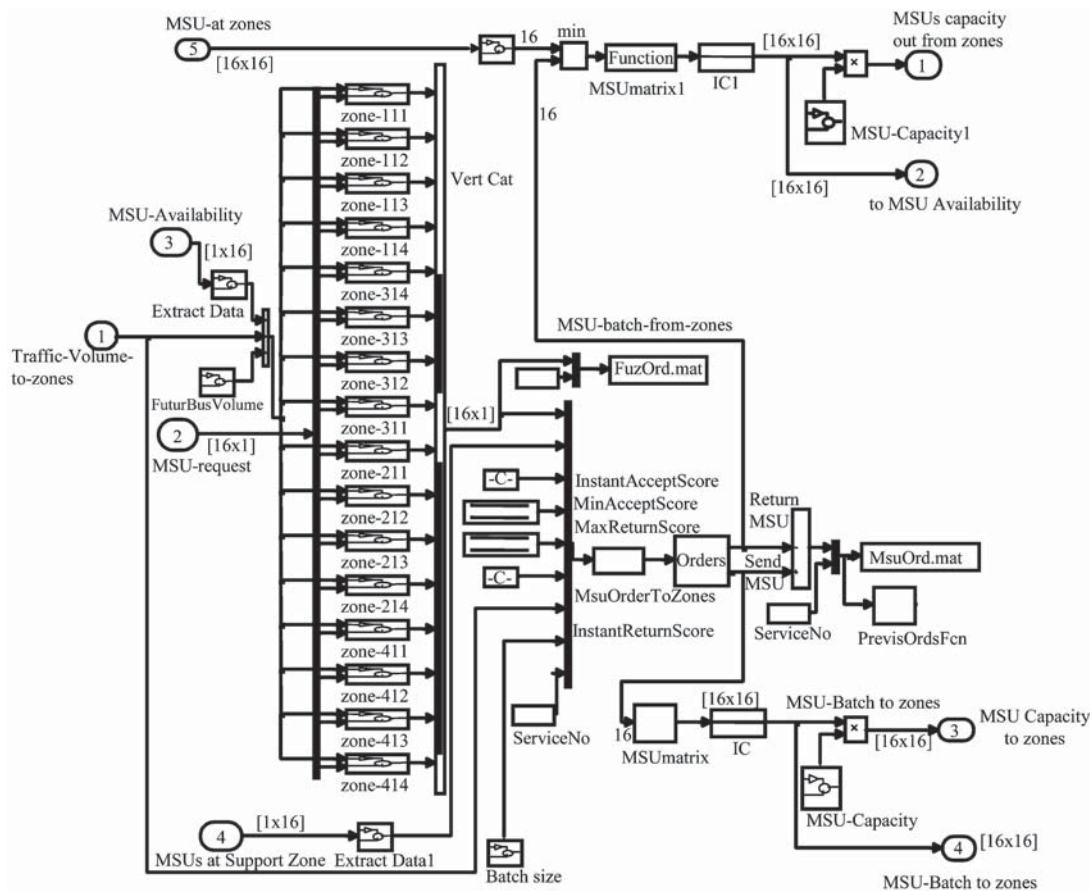 MSU-at zones
5
[16x16]
16
min
Function
MSUmatrix1
IC1
[16x16]
×
MSUs capacity
out from zones
1
MSU-Capacity1
[16x16]
2
to MSU Availability
16
zone-111
zone-112
zone-113
zone-114
zone-314
zone-313
zone-312
zone-311
zone-211
zone-212
zone-213
zone-214
zone-411
zone-412
zone-413
zone-414
Vert Cat
MSU-Availability
3
[1x16]
Extract Data
1
Traffic-Volume-
to-zones
FuturBusVolume
2
[16x1]
MSU-request
MSU-batch-from-zones
FuzOrd.mat
[16x1]
-C-
InstantAcceptScore
MinAcceptScore
MaxReturnScore
-C-
MsuOrderToZones
InstantReturnScore
Orders
Return
MSU
Send
MSU
MsuOrd.mat
ServiceNo
PrevisOrdsFcn
ServiceNo
16
MSUmatrix
[16x16]
IC
MSU-Batch to zones
×
[16x16]
3
MSU Capacity
to zones
MSU-Capacity
4
[16x16]
MSU-Batch to zones
4
[1x16]
MSUs at Support Zone
Extract Data1
Batch size